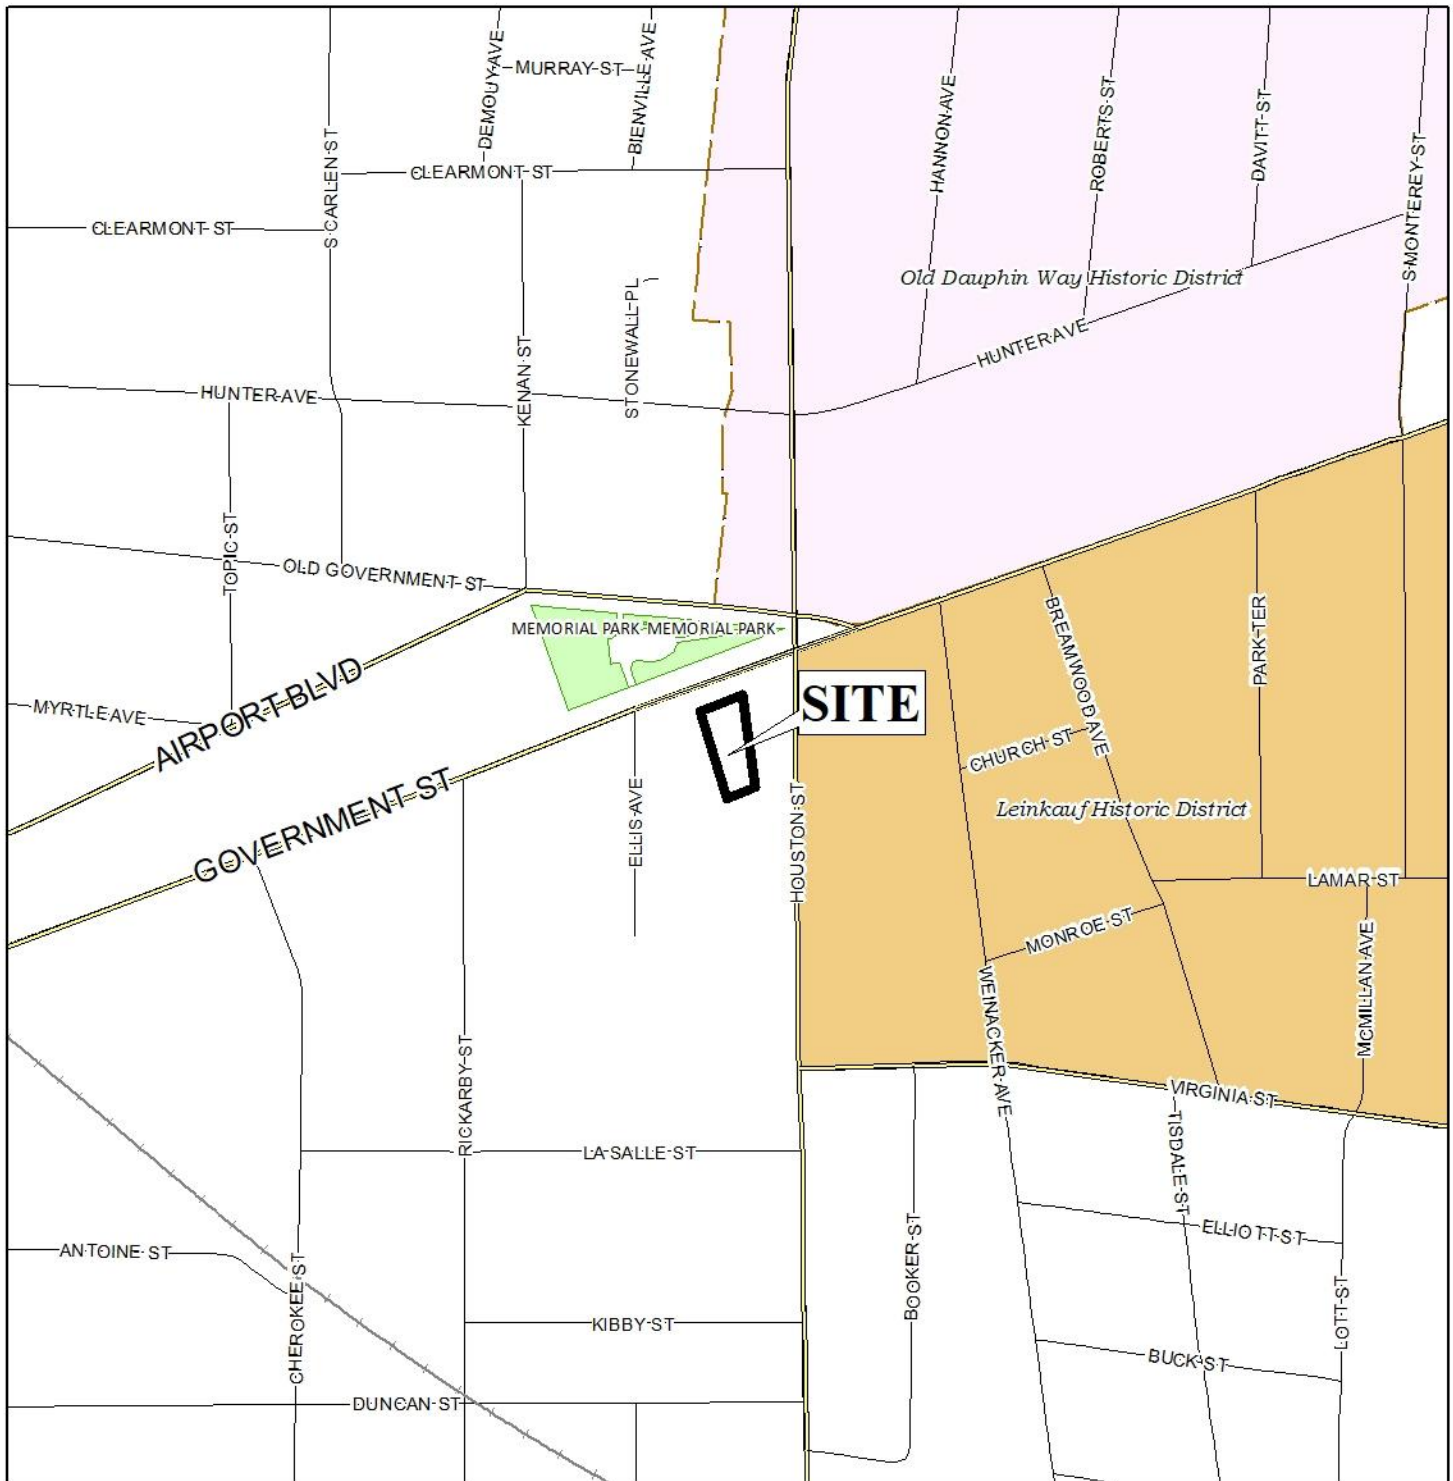 DEMOUY AVE
MURRAY ST
BIENVILLE AVE
CLEARMONT ST
S CARLEN ST
CLEARMONT ST
HANNON AVE
ROBERTS ST
DAVITT ST
S MONTEREY ST
Old Dauphin Way Historic District
STONEWALL PL
KENAN ST
HUNTER AVE
HUNTER AVE
TOPIC ST
OLD GOVERNMENT ST
MEMORIAL PARK
MEMORIAL PARK
BREAMWOOD AVE
PARK TER
MYRTLE AVE
AIRPORT BLVD
SITE
CHURCH ST
GOVERNMENT ST
ELLIS AVE
HOUSTON ST
Leinkauf Historic District
LAMAR ST
MONROE ST
MCMILLAN AVE
WEINACKER AVE
RICKARBY ST
VIRGINIA ST
LA SALLE ST
TISDALE ST
ELLIOTT ST
ANTOINE ST
CHEROKEE ST
BOOKER ST
LOTT ST
KIBBY ST
BUCK ST
DUNCAN ST